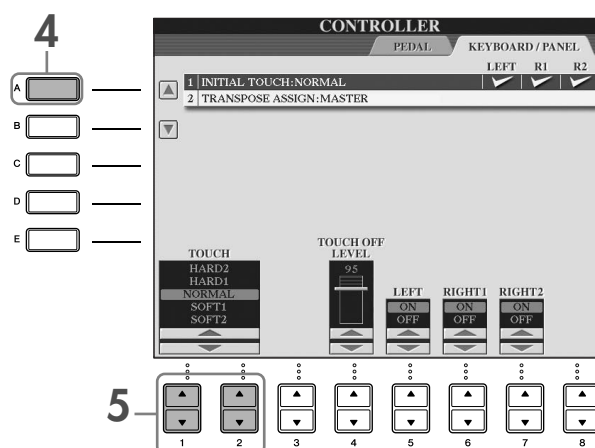 4
CONTROLLER
PEDAL
KEYBOARD / PANEL
LEFT R1 R2
A
1 INITIAL TOUCH:NORMAL
2 TRANSPOSE ASSIGN:MASTER
B
C
D
E
TOUCH
HARD2
HARD1
NORMAL
SOFT1
SOFT2
TOUCH OFF
LEVEL
95
LEFT
ON
OFF
RIGHT1
ON
OFF
RIGHT2
ON
OFF
5
1 2 3 4 5 6 7 8